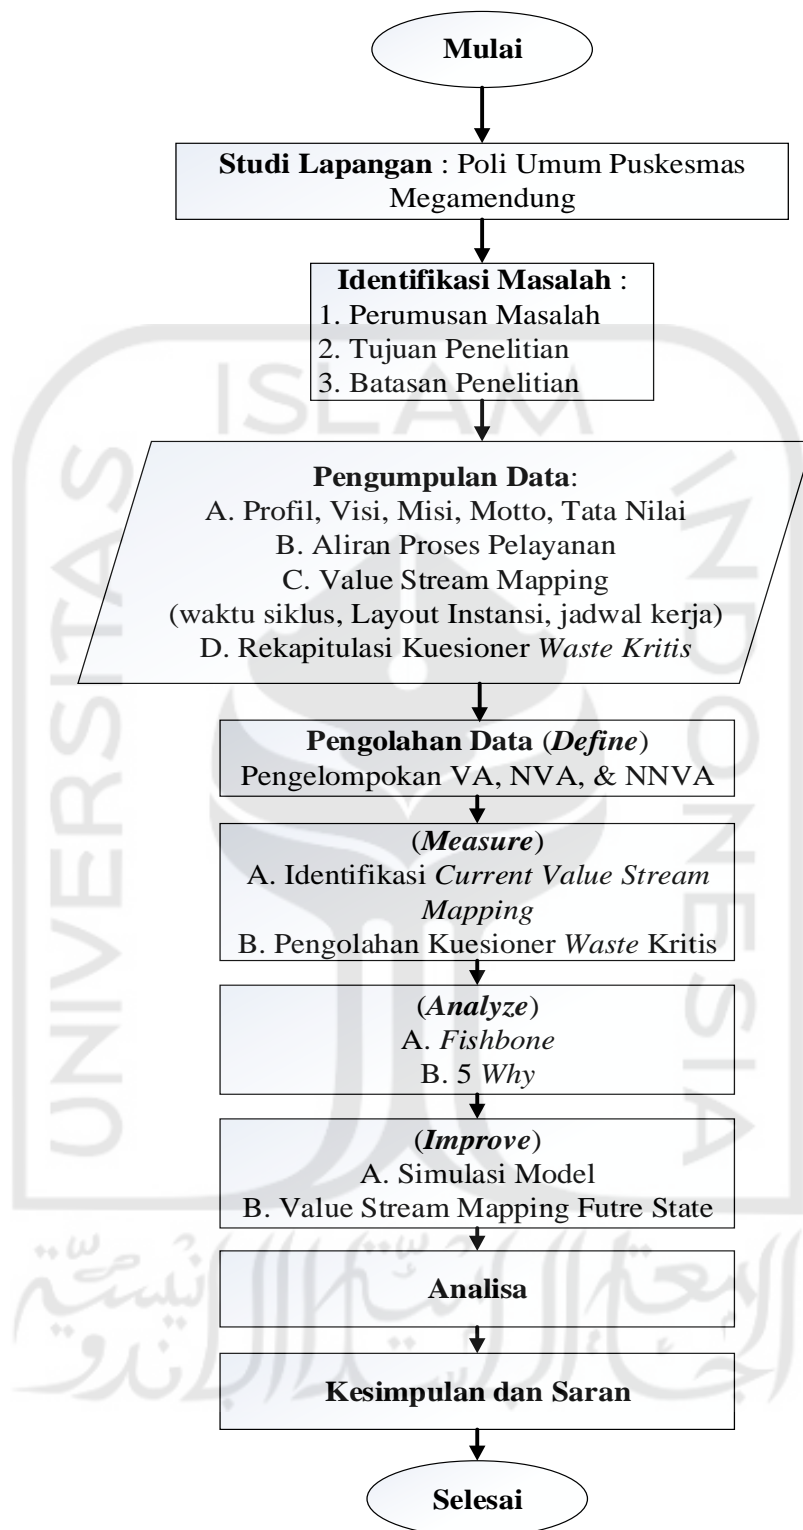 Mulai
Studi Lapangan : Poli Umum Puskesmas
Megamendung
Identifikasi Masalah :
1. Perumusan Masalah
2. Tujuan Penelitian
3. Batasan Penelitian
Pengumpulan Data:
A. Profil, Visi, Misi, Motto, Tata Nilai
B. Aliran Proses Pelayanan
C. Value Stream Mapping
(waktu siklus, Layout Instansi, jadwal kerja)
D. Rekapitulasi Kuesioner Waste Kritis
Pengolahan Data (Define)
Pengelompokan VA, NVA, & NNVA
(Measure)
A. Identifikasi Current Value Stream
Mapping
B. Pengolahan Kuesioner Waste Kritis
(Analyze)
A. Fishbone
B. 5 Why
(Improve)
A. Simulasi Model
B. Value Stream Mapping Futre State
Analisa
Kesimpulan dan Saran
Selesai
UNIVERSITAS
ISLAM
INDONESIA